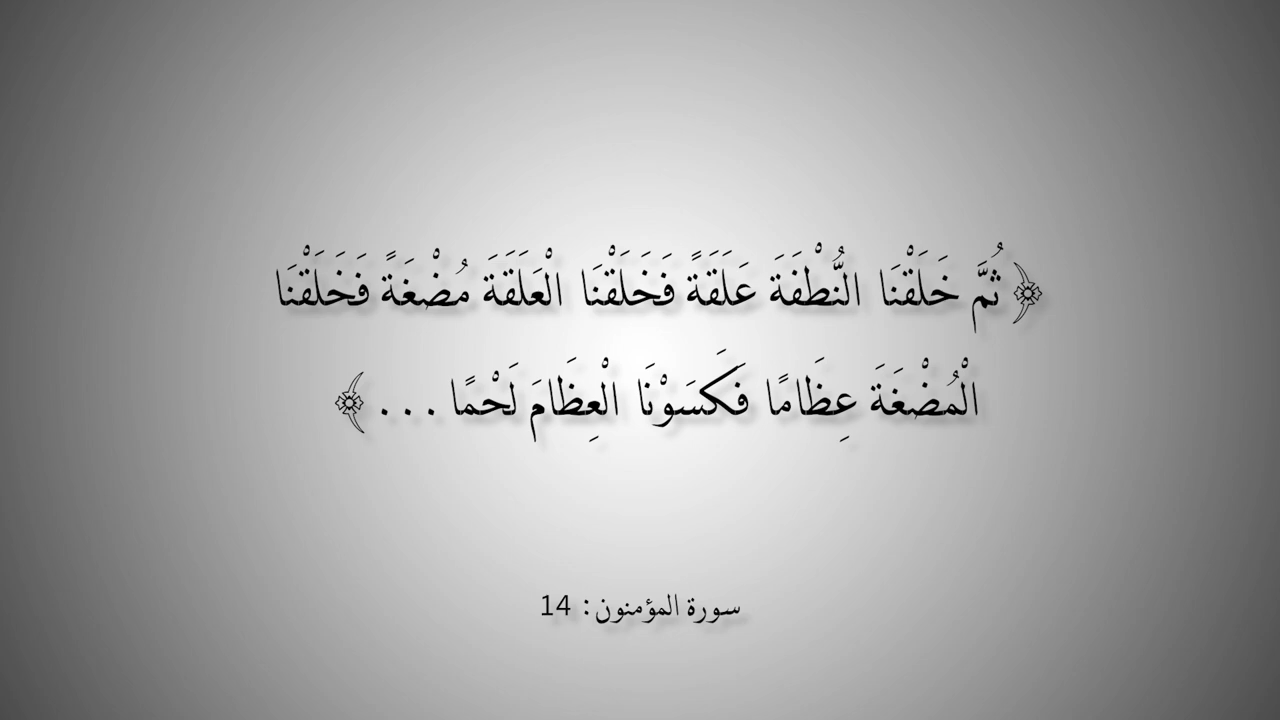 ﴿ ثُمَّ خَلَقْنَا النُّطْفَةَ عَلَقَةً فَخَلَقْنَا الْعَلَقَةَ مُضْغَةً فَخَلَقْنَا
الْمُضْغَةَ عِظَامًا فَكَسَوْنَا الْعِظَامَ لَحْمًا ... ﴾
سورة المؤمنون: 14